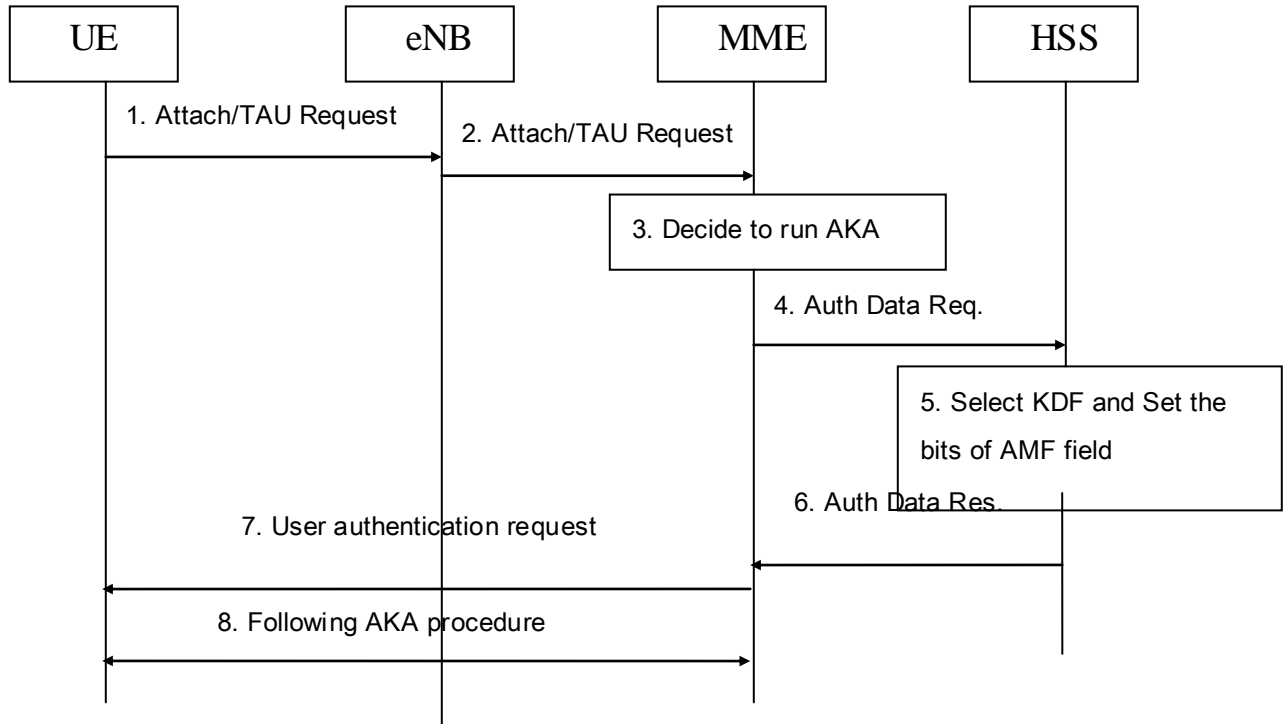 UE eNB MME HSS
1. Attach/TAU Request
2. Attach/TAU Request
3. Decide to run AKA
4. Auth Data Req.
5. Select KDF and Set the
bits of AMF field
6. Auth Data Res.
7. User authentication request
8. Following AKA procedure